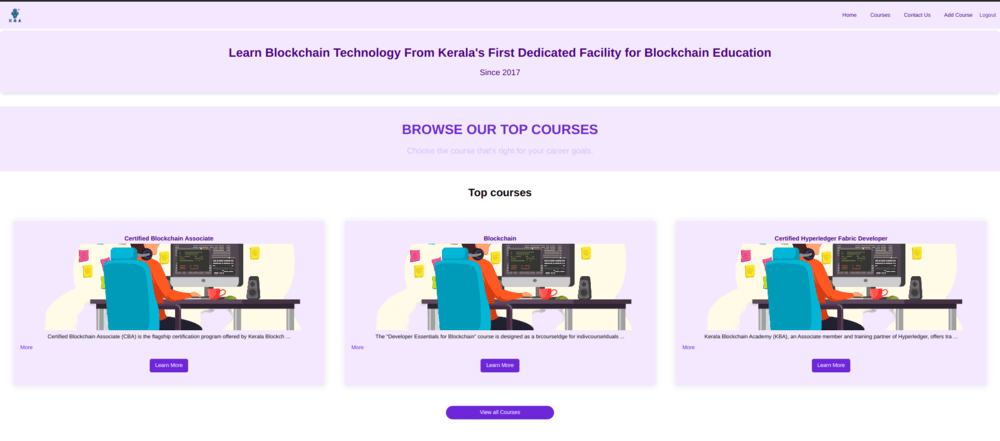 K B A
Home Courses Contact Us Add Course Logout
Learn Blockchain Technology From Kerala's First Dedicated Facility for Blockchain Education
Since 2017
BROWSE OUR TOP COURSES
Choose the course that's right for your career goals.
Top courses
Certified Blockchain Associate
Certified Blockchain Associate (CBA) is the flagship certification program offered by Kerala Blockch ...
More
Learn More
Blockchain
The "Developer Essentials for Blockchain" course is designed as a brcourseldge for indivcourseiduals ...
More
Learn More
Certified Hyperledger Fabric Developer
Kerala Blockchain Academy (KBA), an Associate member and training partner of Hyperledger, offers tra ...
More
Learn More
View all Courses